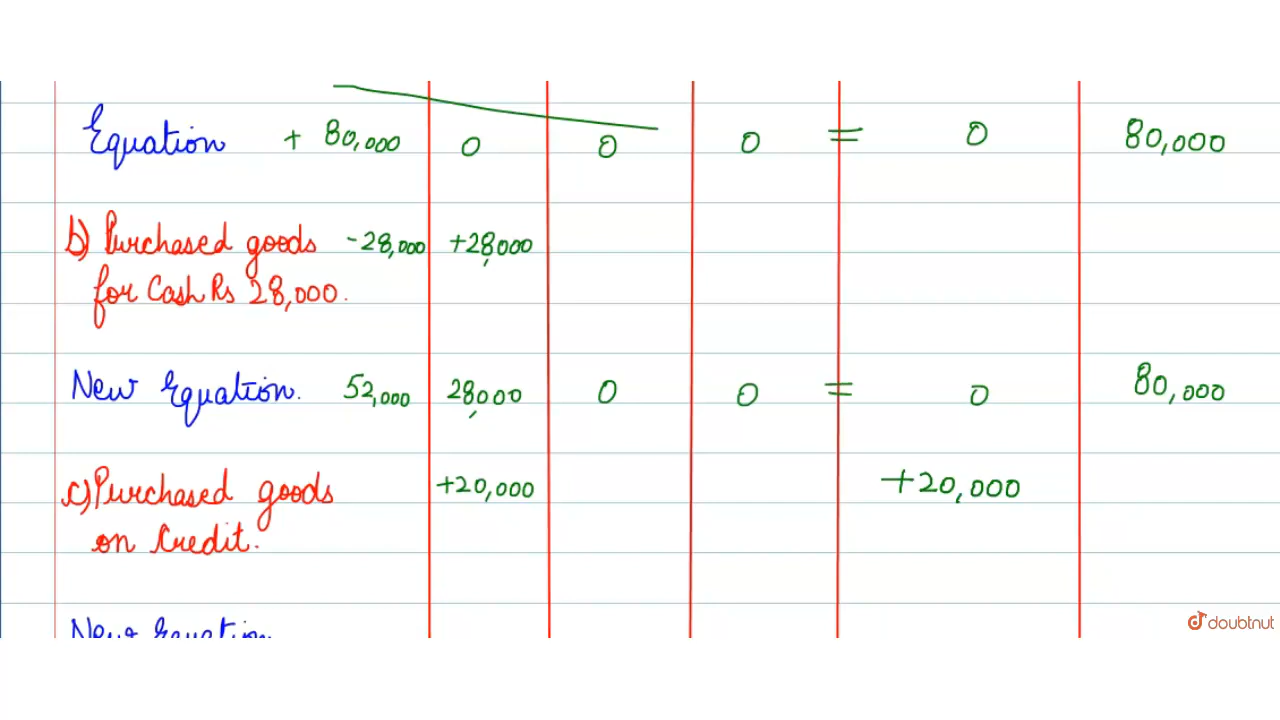 Equation + 80,000 0 0 0 = 0 80,000
b) Purchased goods -28,000 +28,000
for Cash Rs 28,000.
New Equation. 52,000 28,000 0 0 = 0 80,000
c) Purchased goods +20,000 +20,000
on Credit.
New Equation
doubtnut